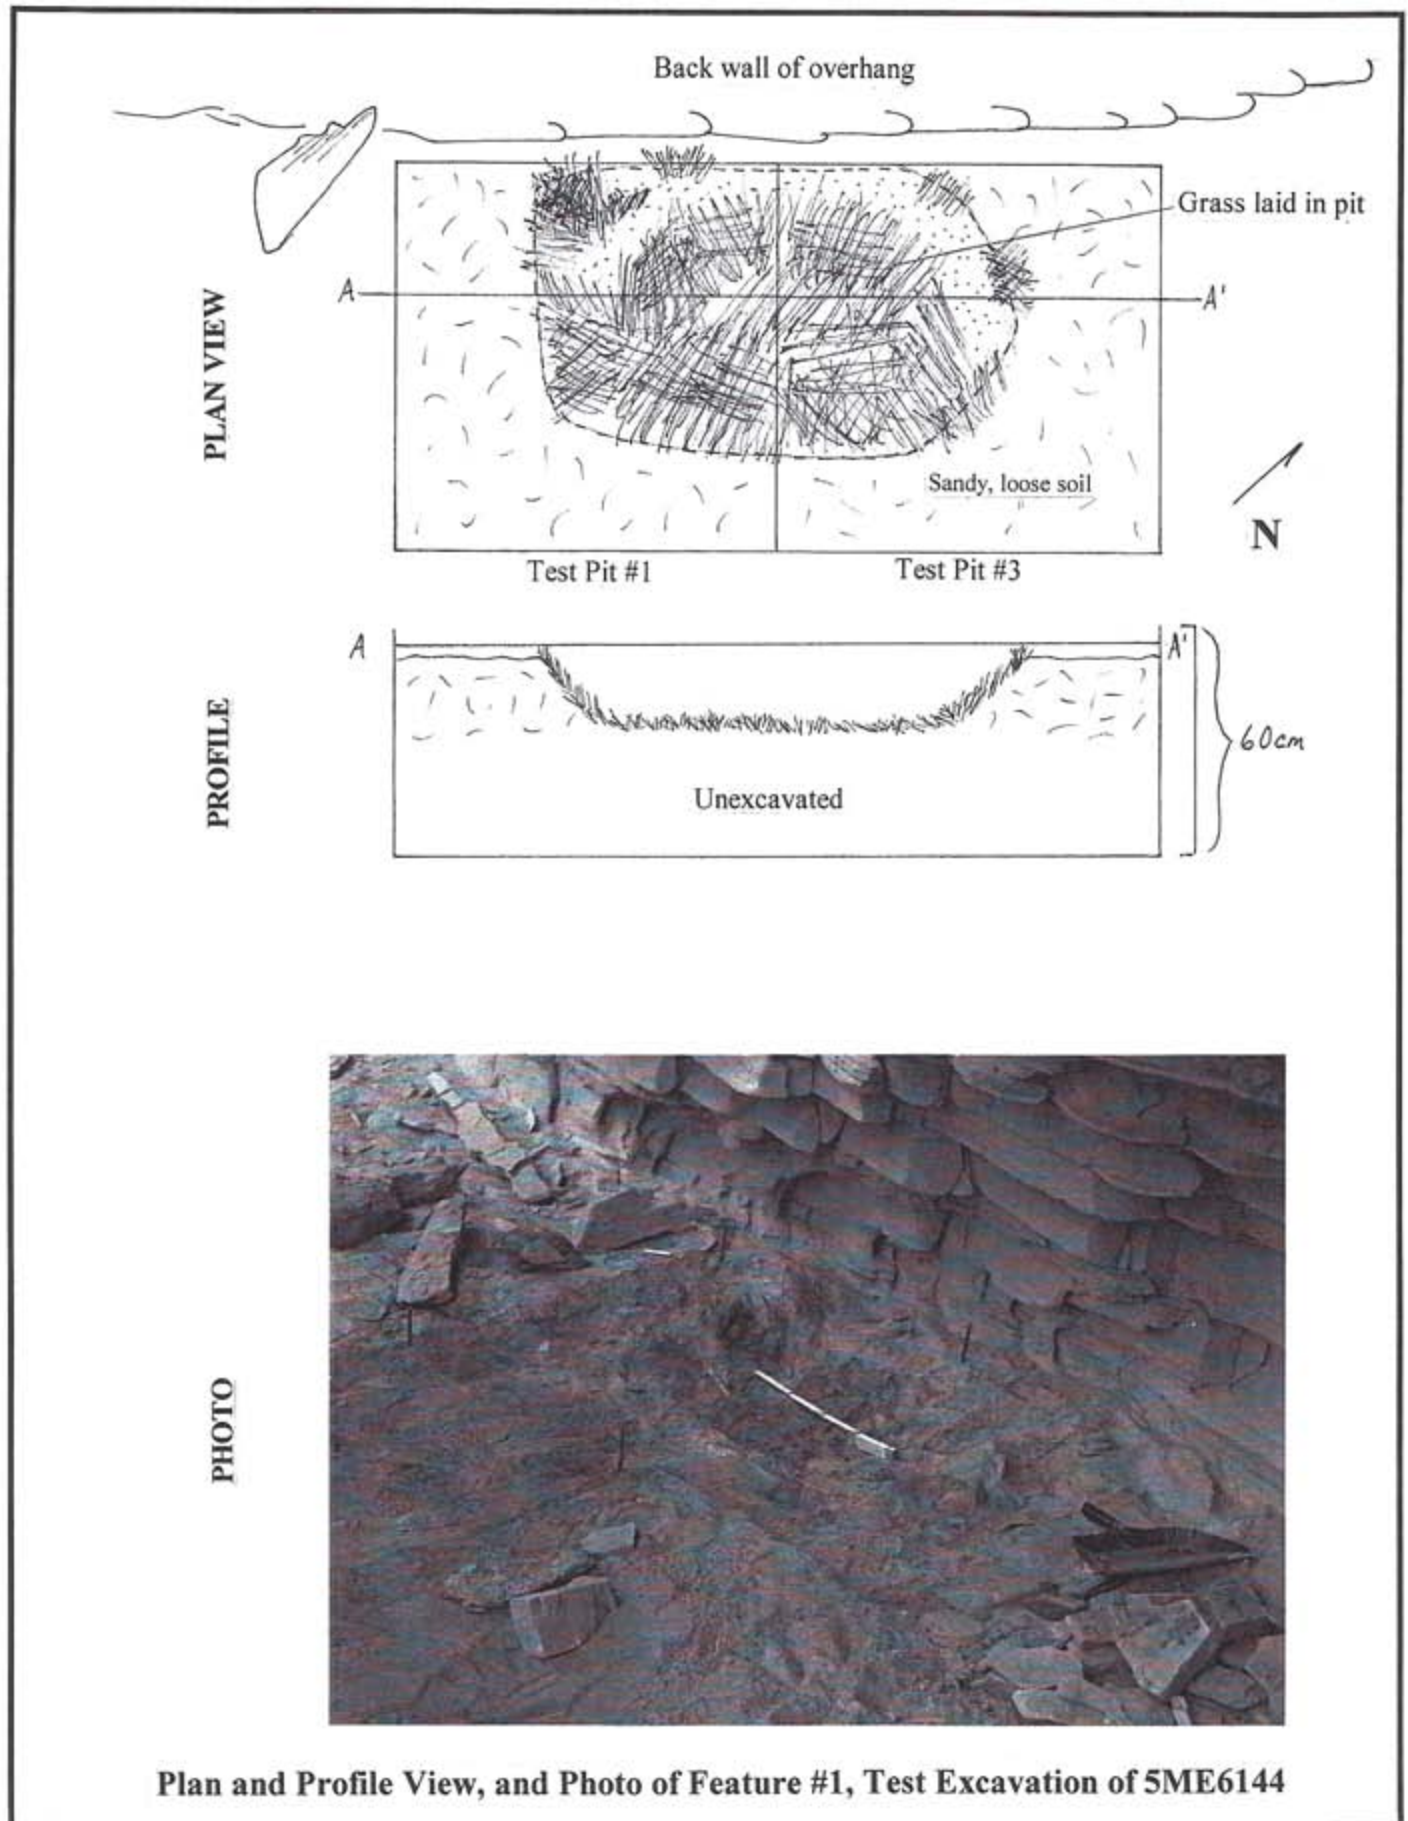 Back wall of overhang
Grass laid in pit
A
A'
PLAN VIEW
Sandy, loose soil
N
Test Pit #1
Test Pit #3
A
A'
PROFILE
60cm
Unexcavated
PHOTO
Plan and Profile View, and Photo of Feature #1, Test Excavation of 5ME6144